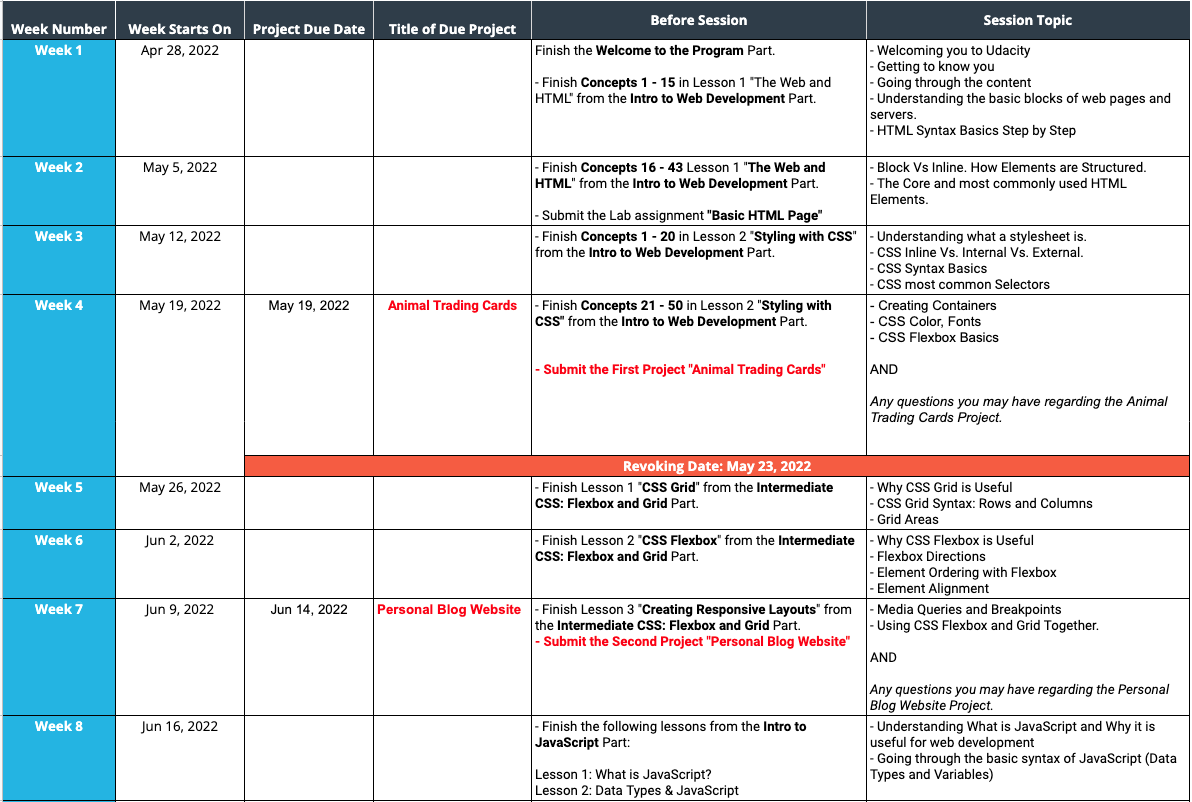 Week Number Week Starts On Project Due Date Title of Due Project Before Session Session Topic
Week 1 Apr 28, 2022
Finish the Welcome to the Program Part.
- Finish Concepts 1 - 15 in Lesson 1 "The Web and
HTML" from the Intro to Web Development Part.
- Welcoming you to Udacity
- Getting to know you
- Going through the content
- Understanding the basic blocks of web pages and
servers.
- HTML Syntax Basics Step by Step
Week 2 May 5, 2022
- Finish Concepts 16 - 43 Lesson 1 "The Web and
HTML" from the Intro to Web Development Part.
- Submit the Lab assignment "Basic HTML Page"
- Block Vs Inline. How Elements are Structured.
- The Core and most commonly used HTML
Elements.
Week 3 May 12, 2022
- Finish Concepts 1 - 20 in Lesson 2 "Styling with CSS"
from the Intro to Web Development Part.
- Understanding what a stylesheet is.
- CSS Inline Vs. Internal Vs. External.
- CSS Syntax Basics
- CSS most common Selectors
Week 4 May 19, 2022 May 19, 2022 Animal Trading Cards
- Finish Concepts 21 - 50 in Lesson 2 "Styling with
CSS" from the Intro to Web Development Part.
- Submit the First Project "Animal Trading Cards"
- Creating Containers
- CSS Color, Fonts
- CSS Flexbox Basics
AND
Any questions you may have regarding the Animal
Trading Cards Project.
Revoking Date: May 23, 2022
Week 5 May 26, 2022
- Finish Lesson 1 "CSS Grid" from the Intermediate
CSS: Flexbox and Grid Part.
- Why CSS Grid is Useful
- CSS Grid Syntax: Rows and Columns
- Grid Areas
Week 6 Jun 2, 2022
- Finish Lesson 2 "CSS Flexbox" from the Intermediate
CSS: Flexbox and Grid Part.
- Why CSS Flexbox is Useful
- Flexbox Directions
- Element Ordering with Flexbox
- Element Alignment
Week 7 Jun 9, 2022 Jun 14, 2022 Personal Blog Website
- Finish Lesson 3 "Creating Responsive Layouts" from
the Intermediate CSS: Flexbox and Grid Part.
- Submit the Second Project "Personal Blog Website"
- Media Queries and Breakpoints
- Using CSS Flexbox and Grid Together.
AND
Any questions you may have regarding the Personal
Blog Website Project.
Week 8 Jun 16, 2022
- Finish the following lessons from the Intro to
JavaScript Part:
Lesson 1: What is JavaScript?
Lesson 2: Data Types & JavaScript
- Understanding What is JavaScript and Why it is
useful for web development
- Going through the basic syntax of JavaScript (Data
Types and Variables)